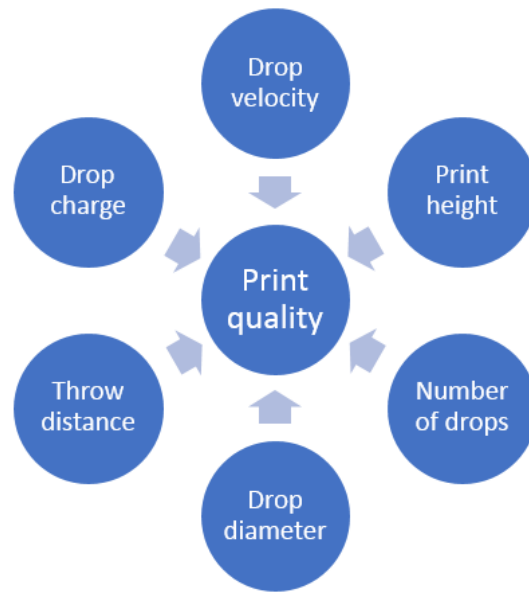 Drop
velocity
Drop
charge
Print
height
Print
quality
Throw
distance
Number
of drops
Drop
diameter